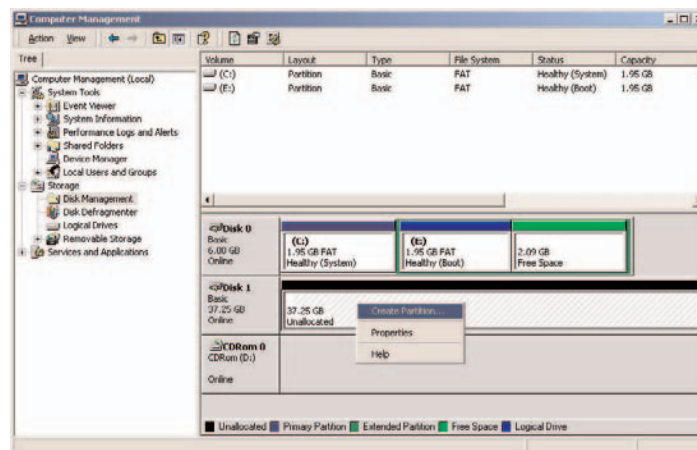 Computer Management
Action View
Tree
Computer Management (Local)
System Tools
Event Viewer
System Information
Performance Logs and Alerts
Shared Folders
Device Manager
Local Users and Groups
Storage
Disk Management
Disk Defragmenter
Logical Drives
Removable Storage
Services and Applications
Volume Layout Type File System Status Capacity
(C:) Partition Basic FAT Healthy (System) 1.95 GB
(E:) Partition Basic FAT Healthy (Boot) 1.95 GB
Disk 0
Basic
6.00 GB
Online
(C:)
1.95 GB FAT
Healthy (System)
(E:)
1.95 GB FAT
Healthy (Boot)
2.09 GB
Free Space
Disk 1
Basic
37.25 GB
Online
37.25 GB
Unallocated
Create Partition...
Properties
Help
CDRom 0
CDRom (D:)
Online
Unallocated Primary Partition Extended Partition Free Space Logical Drive